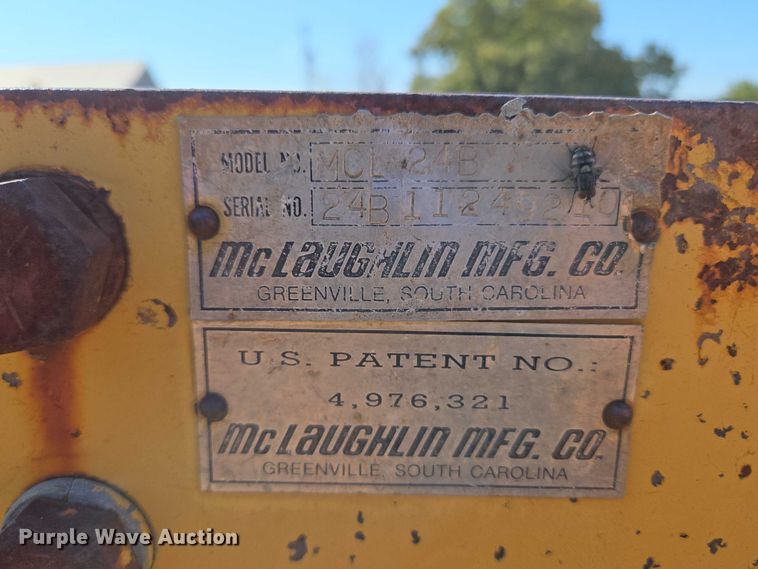 MODEL NO. MCL 24B
SERIAL NO. 24B
McLAUGHLIN MFG. CO.
GREENVILLE, SOUTH CAROLINA
U.S. PATENT NO.:
4,976,321
McLAUGHLIN MFG. CO.
GREENVILLE, SOUTH CAROLINA
Purple Wave Auction